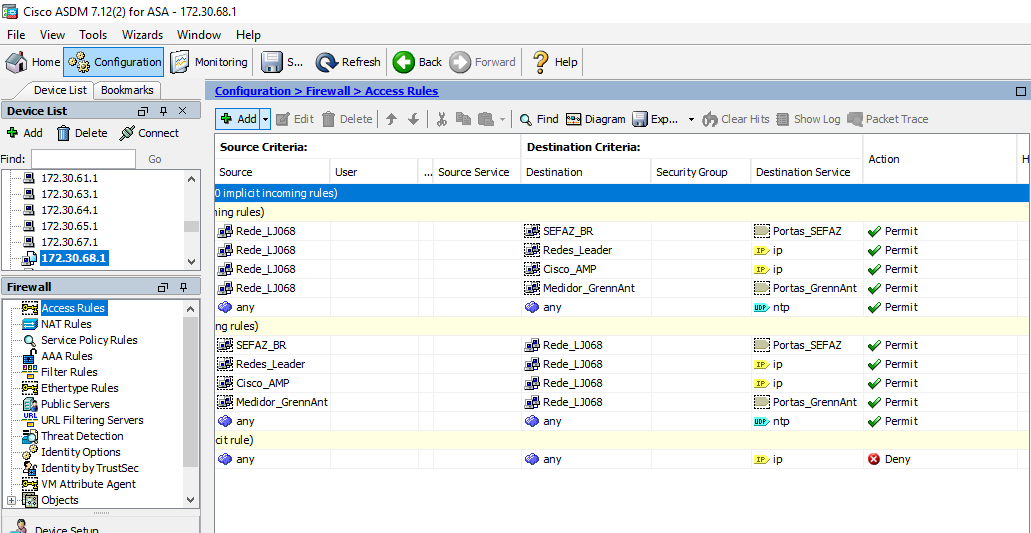 Cisco ASDM 7.12(2) for ASA - 172.30.68.1
File View Tools Wizards Window Help
Home Configuration Monitoring S... Refresh Back Forward Help
Device List Bookmarks
Configuration > Firewall > Access Rules
Device List
Add Delete Connect
Find: Go
172.30.61.1
172.30.63.1
172.30.64.1
172.30.65.1
172.30.67.1
172.30.68.1
Firewall
Access Rules
NAT Rules
Service Policy Rules
AAA Rules
Filter Rules
Ethertype Rules
Public Servers
URL URL Filtering Servers
Threat Detection
Identity Options
Identity by TrustSec
VM Attribute Agent
Objects
Device Setup
Add Edit Delete Find Diagram Exp... Clear Hits Show Log Packet Trace
Source Criteria: Destination Criteria: Action H
Source User ... Source Service Destination Security Group Destination Service
0 implicit incoming rules)
ning rules)
Rede_LJ068 SEFAZ_BR Portas_SEFAZ Permit
Rede_LJ068 Redes_Leader IP ip Permit
Rede_LJ068 Cisco_AMP IP ip Permit
Rede_LJ068 Medidor_GrennAnt Portas_GrennAnt Permit
any any UDP ntp Permit
ng rules)
SEFAZ_BR Rede_LJ068 Portas_SEFAZ Permit
Redes_Leader Rede_LJ068 IP ip Permit
Cisco_AMP Rede_LJ068 IP ip Permit
Medidor_GrennAnt Rede_LJ068 Portas_GrennAnt Permit
any any UDP ntp Permit
cit rule)
any any IP ip Deny